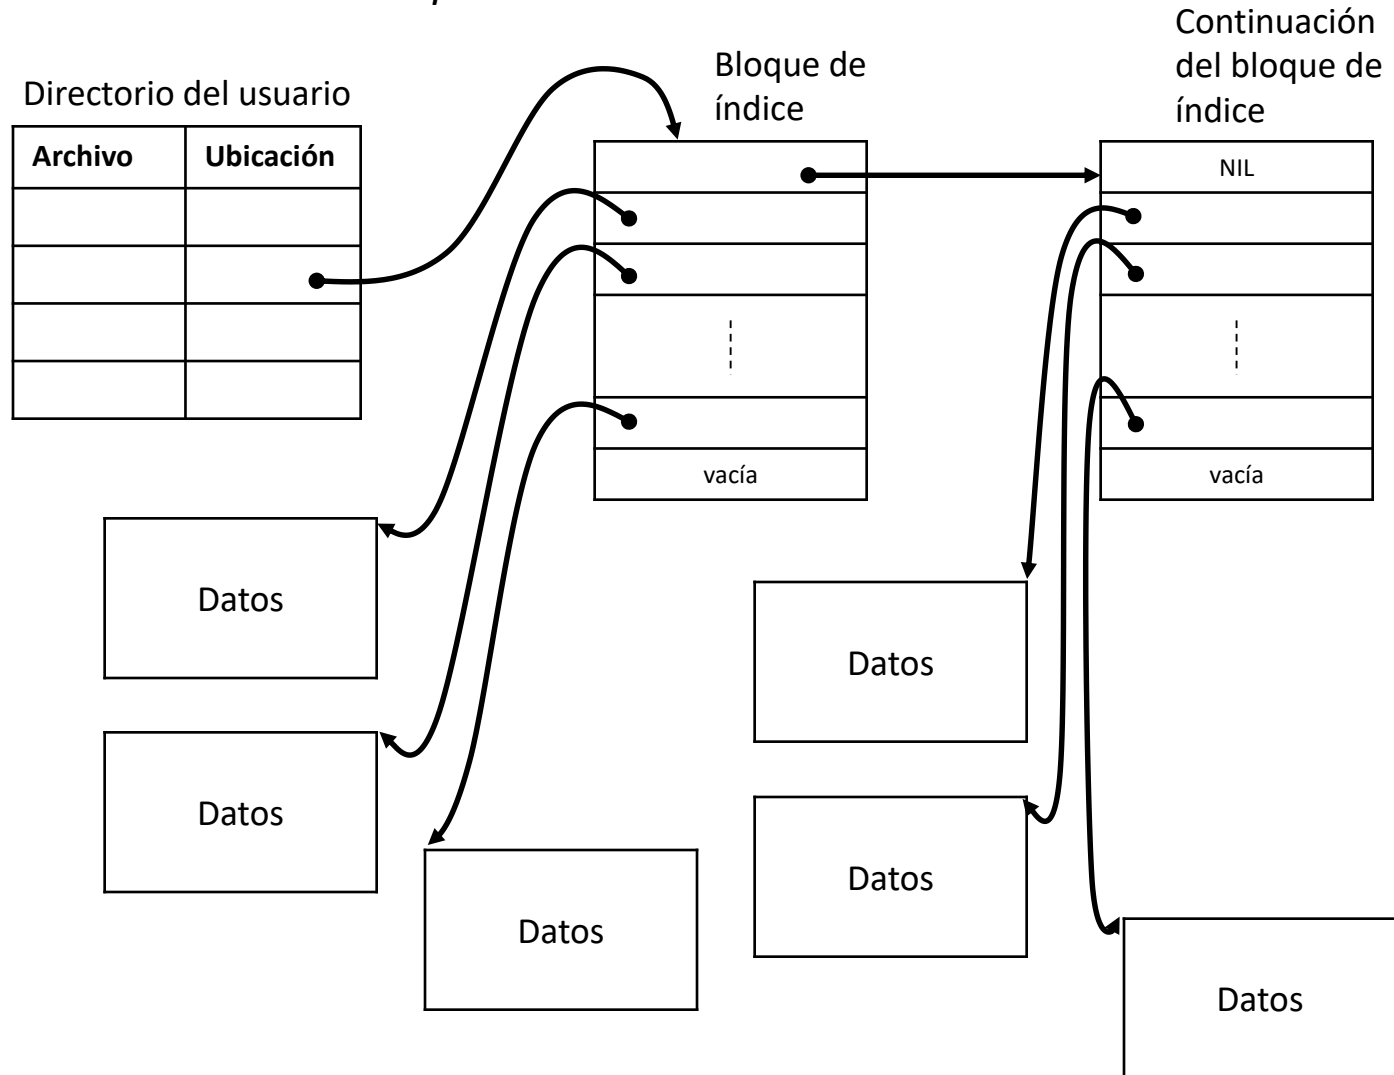 Directorio del usuario
Archivo Ubicación
Bloque de
índice
vacía
Continuación
del bloque de
índice
NIL
vacía
Datos
Datos
Datos
Datos
Datos
Datos